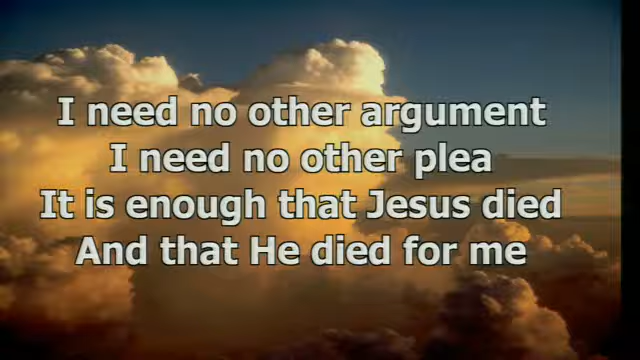 I need no other argument
I need no other plea
It is enough that Jesus died
And that He died for me